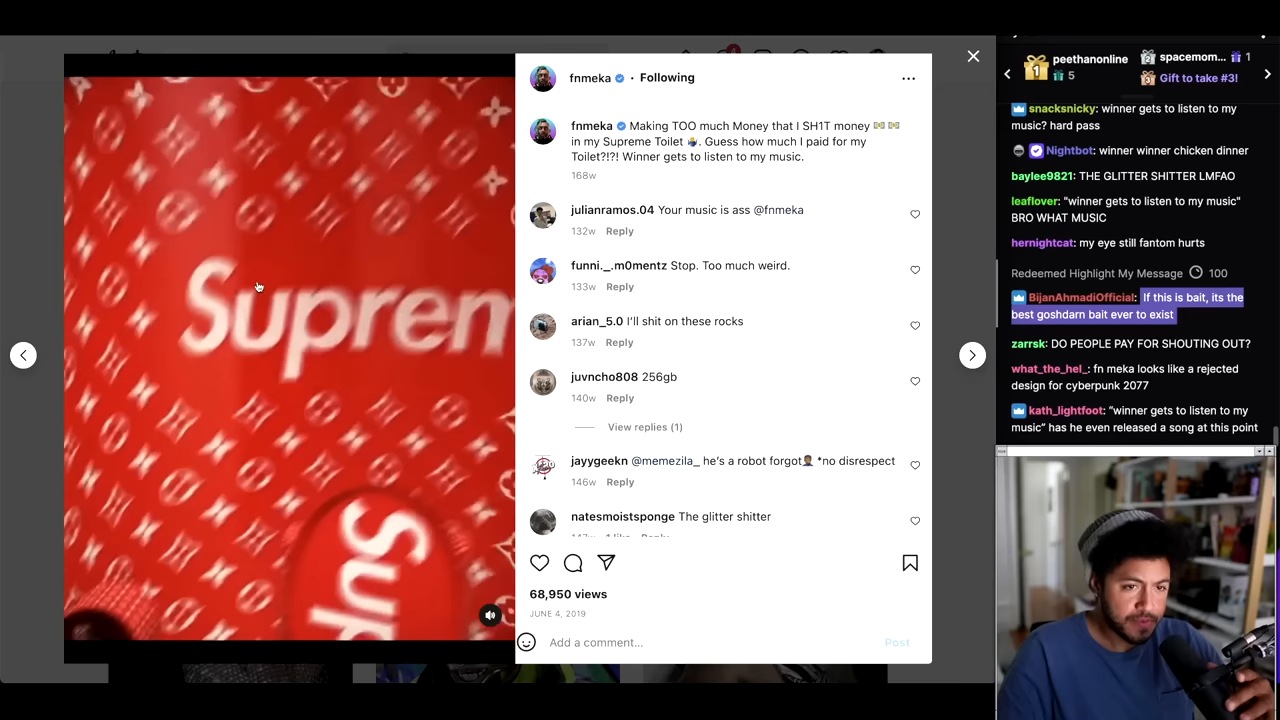 Suprem
Sup
fnmeka • Following
fnmeka Making TOO much Money that I SH1T money
in my Supreme Toilet . Guess how much I paid for my
Toilet?!?! Winner gets to listen to my music.
168w
julianramos.04 Your music is ass @fnmeka
132w Reply
funni._.m0mentz Stop. Too much weird.
133w Reply
arian_5.0 I'll shit on these rocks
137w Reply
juvncho808 256gb
140w Reply
View replies (1)
jayygeekn @memezila_ he's a robot forgot🤦🏾‍♂️ *no disrespect
146w Reply
natesmoistsponge The glitter shitter
68,950 views
JUNE 4, 2019
Add a comment...
Post
1 peethanonline
5
2 spacemom... 1
3 Gift to take #3!
snacksnicky: winner gets to listen to my
music? hard pass
Nightbot: winner winner chicken dinner
baylee9821: THE GLITTER SHITTER LMFAO
leaflover: "winner gets to listen to my music"
BRO WHAT MUSIC
hernightcat: my eye still fantom hurts
Redeemed Highlight My Message 100
BijanAhmadiOfficial: If this is bait, its the
best goshdarn bait ever to exist
zarrsk: DO PEOPLE PAY FOR SHOUTING OUT?
what_the_hel_: fn meka looks like a rejected
design for cyberpunk 2077
kath_lightfoot: "winner gets to listen to my
music" has he even released a song at this point